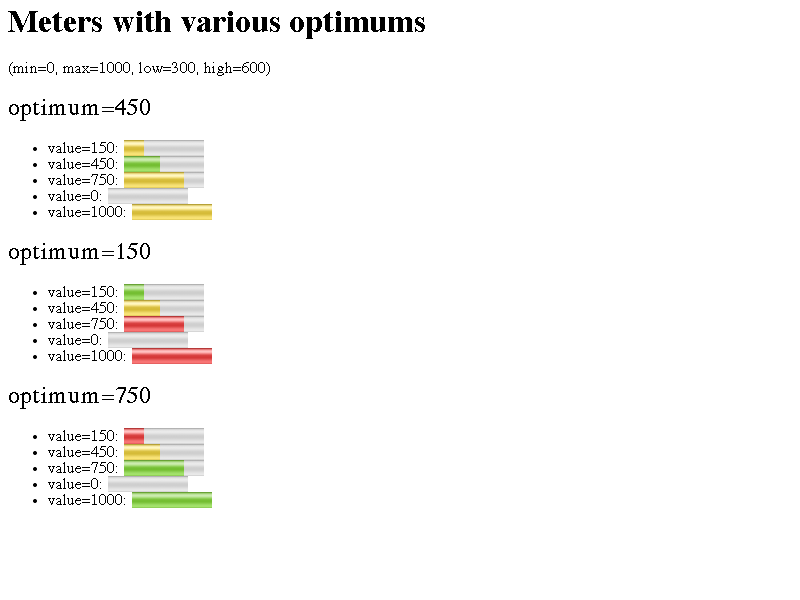 Meters with various optimums
(min=0, max=1000, low=300, high=600)
optimum=450
value=150:
value=450:
value=750:
value=0:
value=1000:
optimum=150
value=150:
value=450:
value=750:
value=0:
value=1000:
optimum=750
value=150:
value=450:
value=750:
value=0:
value=1000: